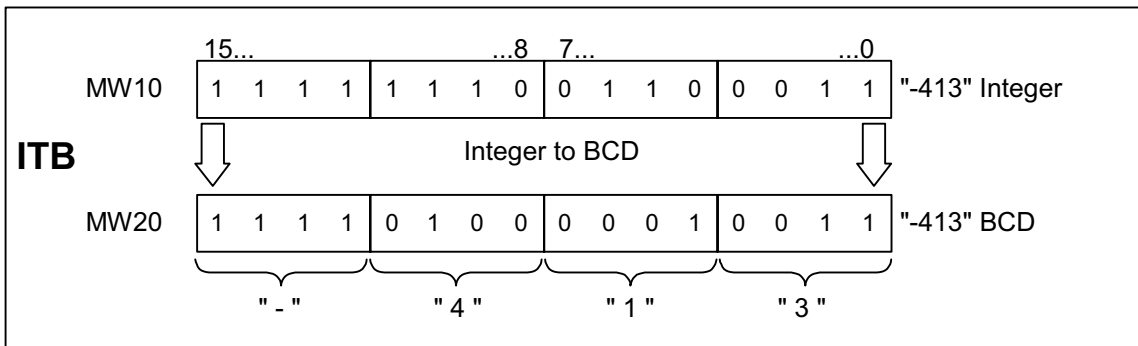 15... ...8 7... ...0
MW10 1 1 1 1 1 1 1 0 0 1 1 0 0 0 1 1 "-413" Integer
ITB Integer to BCD
MW20 1 1 1 1 0 1 0 0 0 0 0 1 0 0 1 1 "-413" BCD
" - " " 4 " " 1 " " 3 "